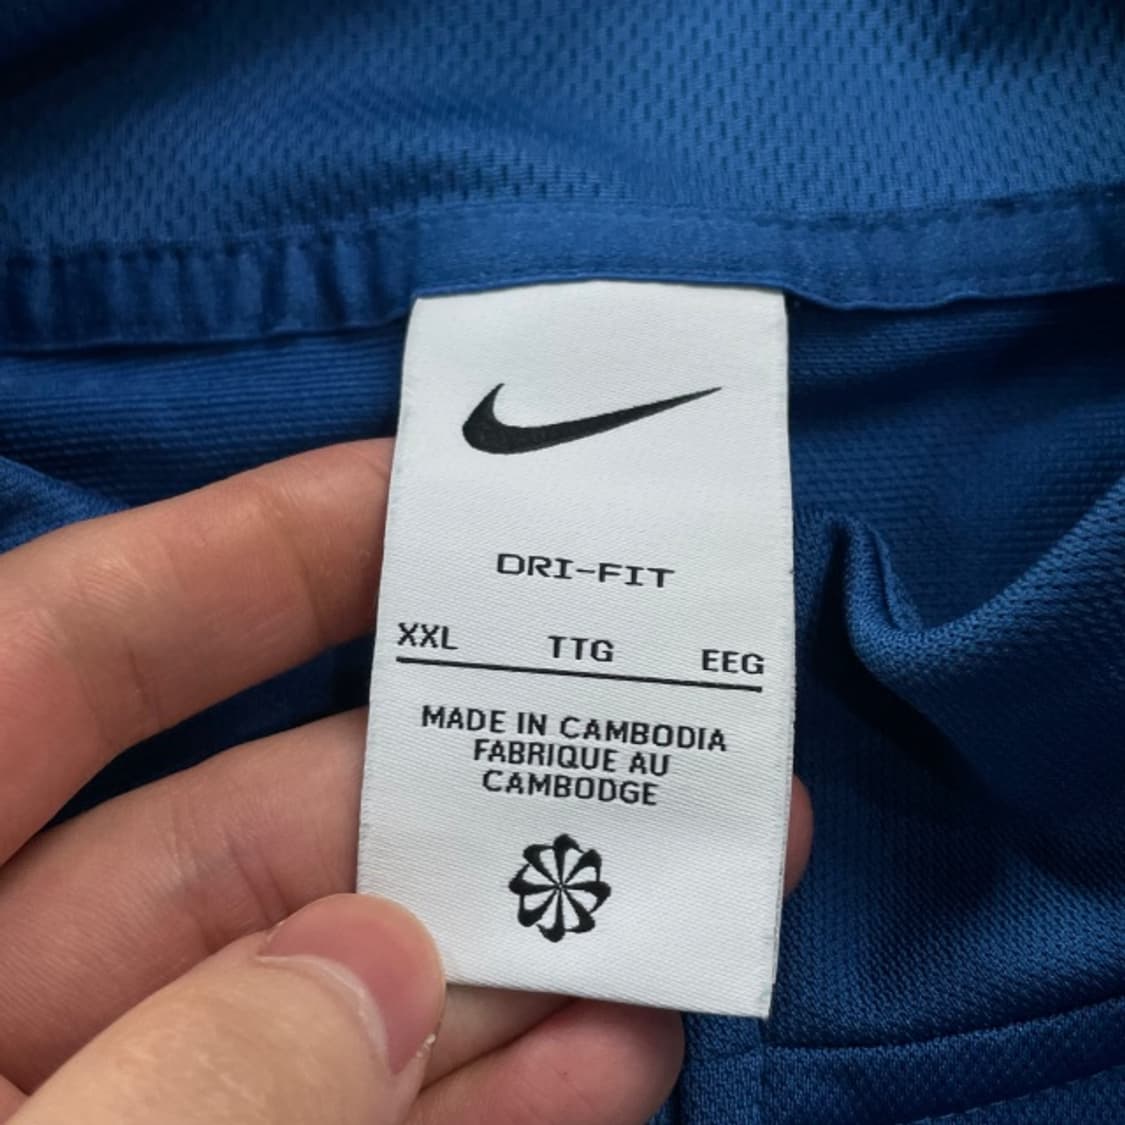 DRI-FIT
XXL TTG EEG
MADE IN CAMBODIA
FABRIQUE AU
CAMBODGE